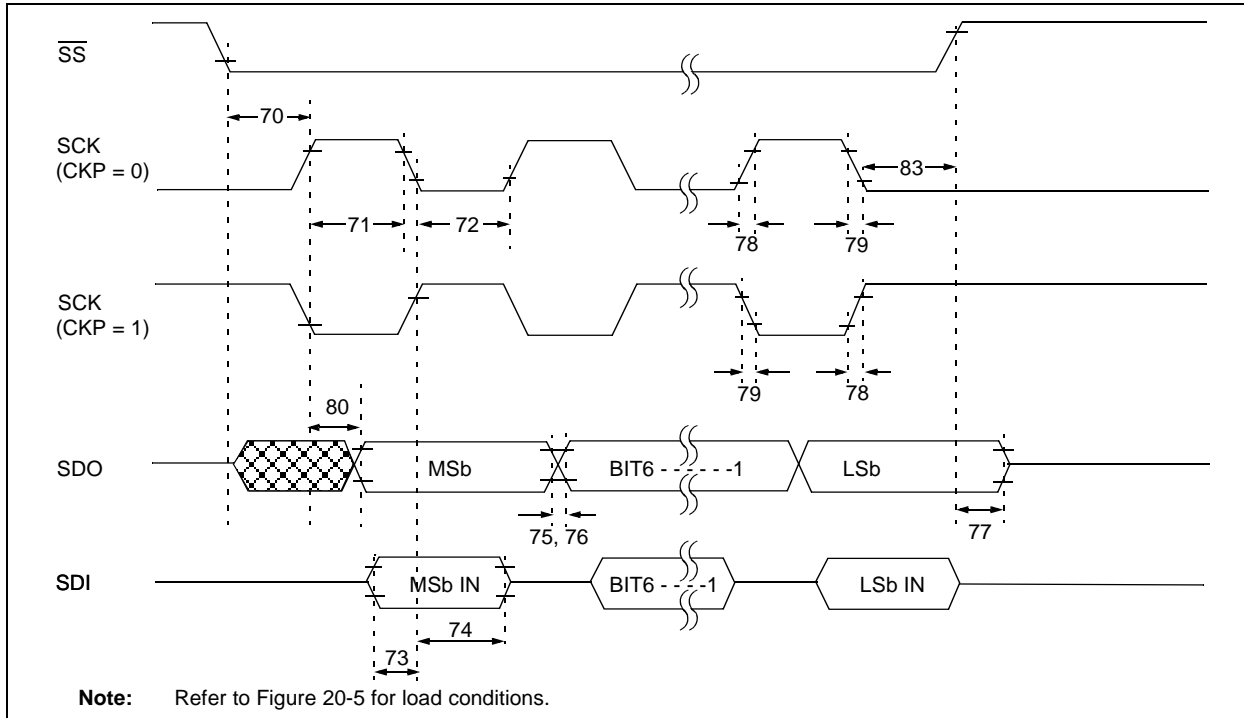 SS
70
SCK
(CKP = 0)
83
71
72
78
79
SCK
(CKP = 1)
79
78
80
SDO
MSb
BIT6 - - - - - - -1
LSb
75, 76
77
SDI
MSb IN
BIT6 - - - - - -1
LSb IN
74
73
Note: Refer to Figure 20-5 for load conditions.